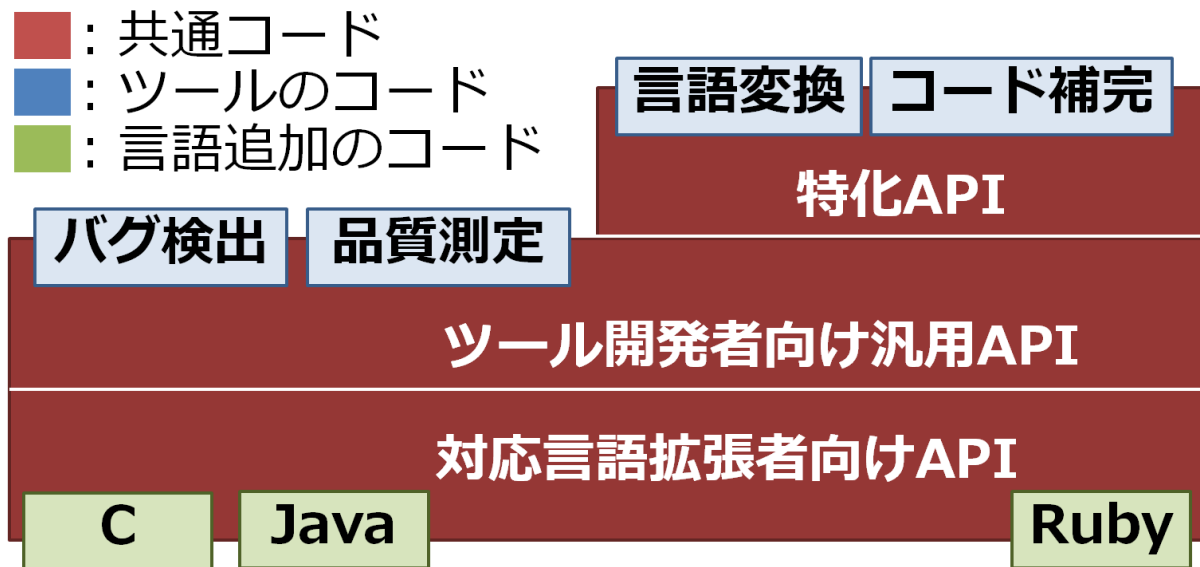 : 共通コード
: ツールのコード
: 言語追加のコード
言語変換 コード補完
特化API
バグ検出 品質測定
ツール開発者向け汎用API
対応言語拡張者向けAPI
C Java Ruby